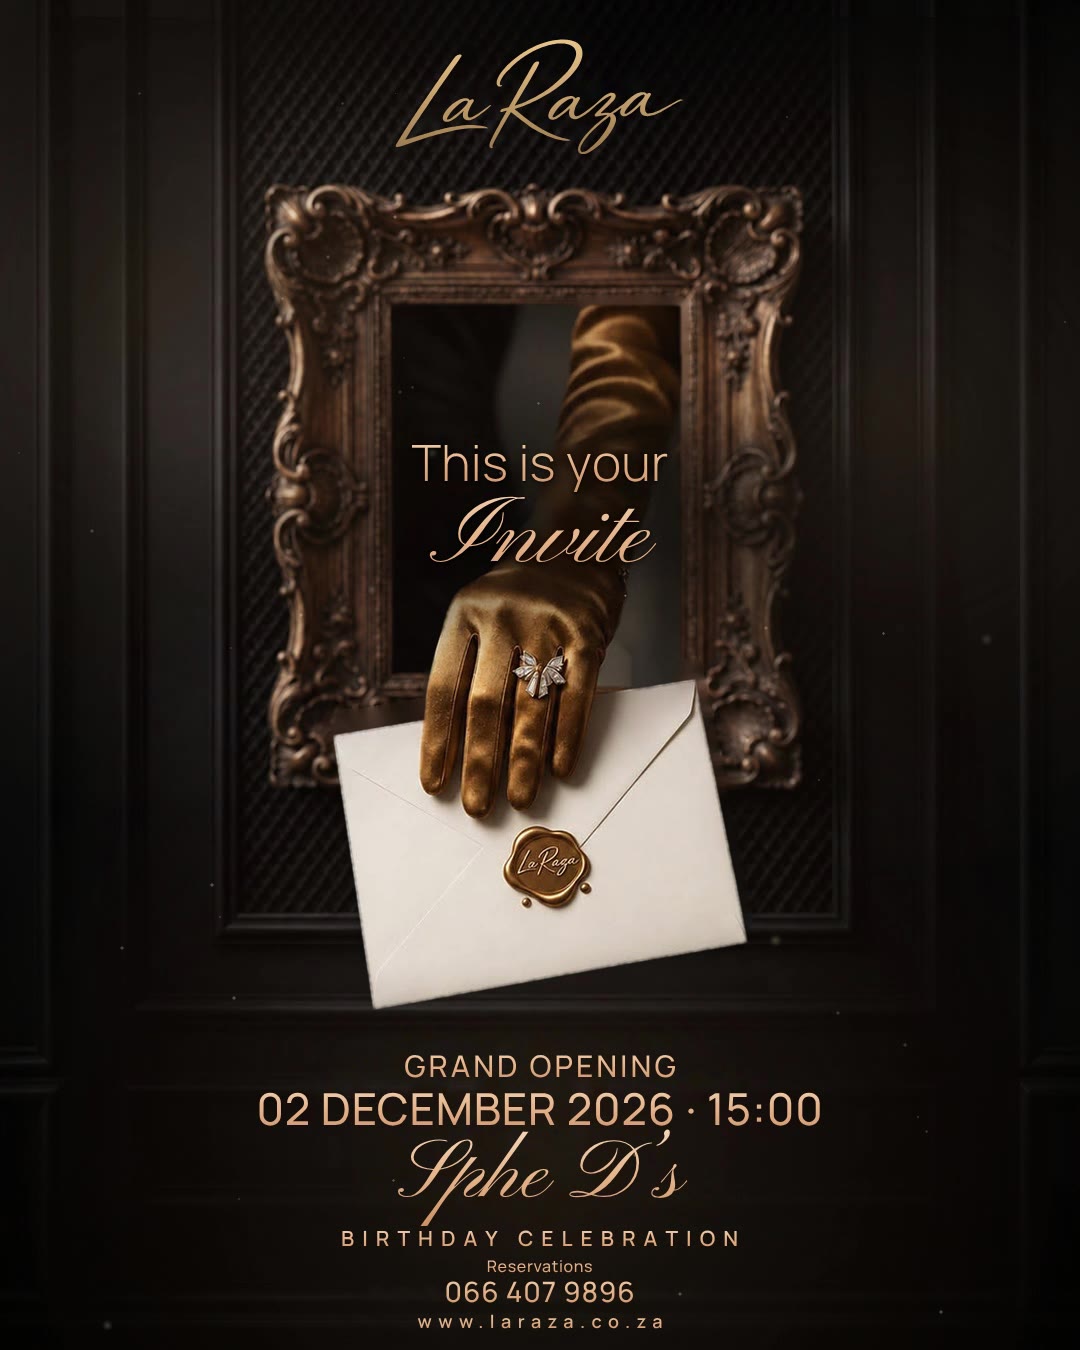 La Raza
This is your
Invite
La Raza
GRAND OPENING
02 DECEMBER 2026 · 15:00
Sphe D's
BIRTHDAY CELEBRATION
Reservations
066 407 9896
www.laraza.co.za